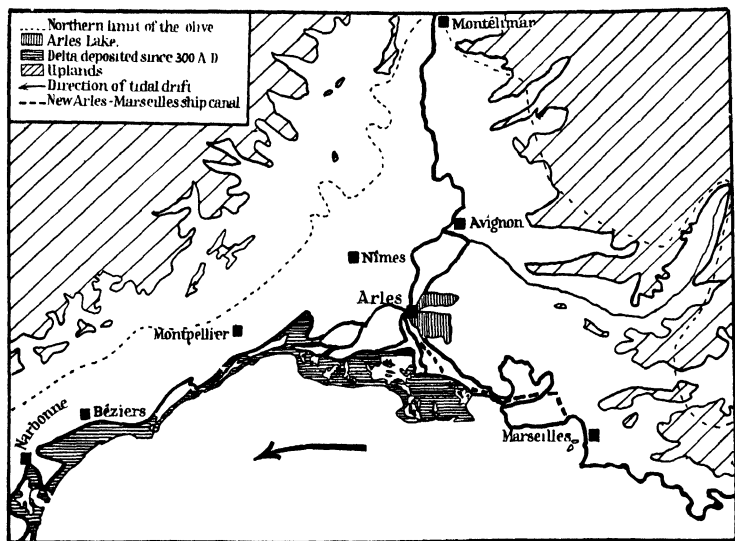 Northern limit of the olive
Arles Lake.
Delta deposited since 300 A D
Uplands
Direction of tidal drift
New Arles-Marseilles ship canal
Montélimar
Avignon
Nîmes
Arles
Montpellier
Béziers
Narbonne
Marseilles